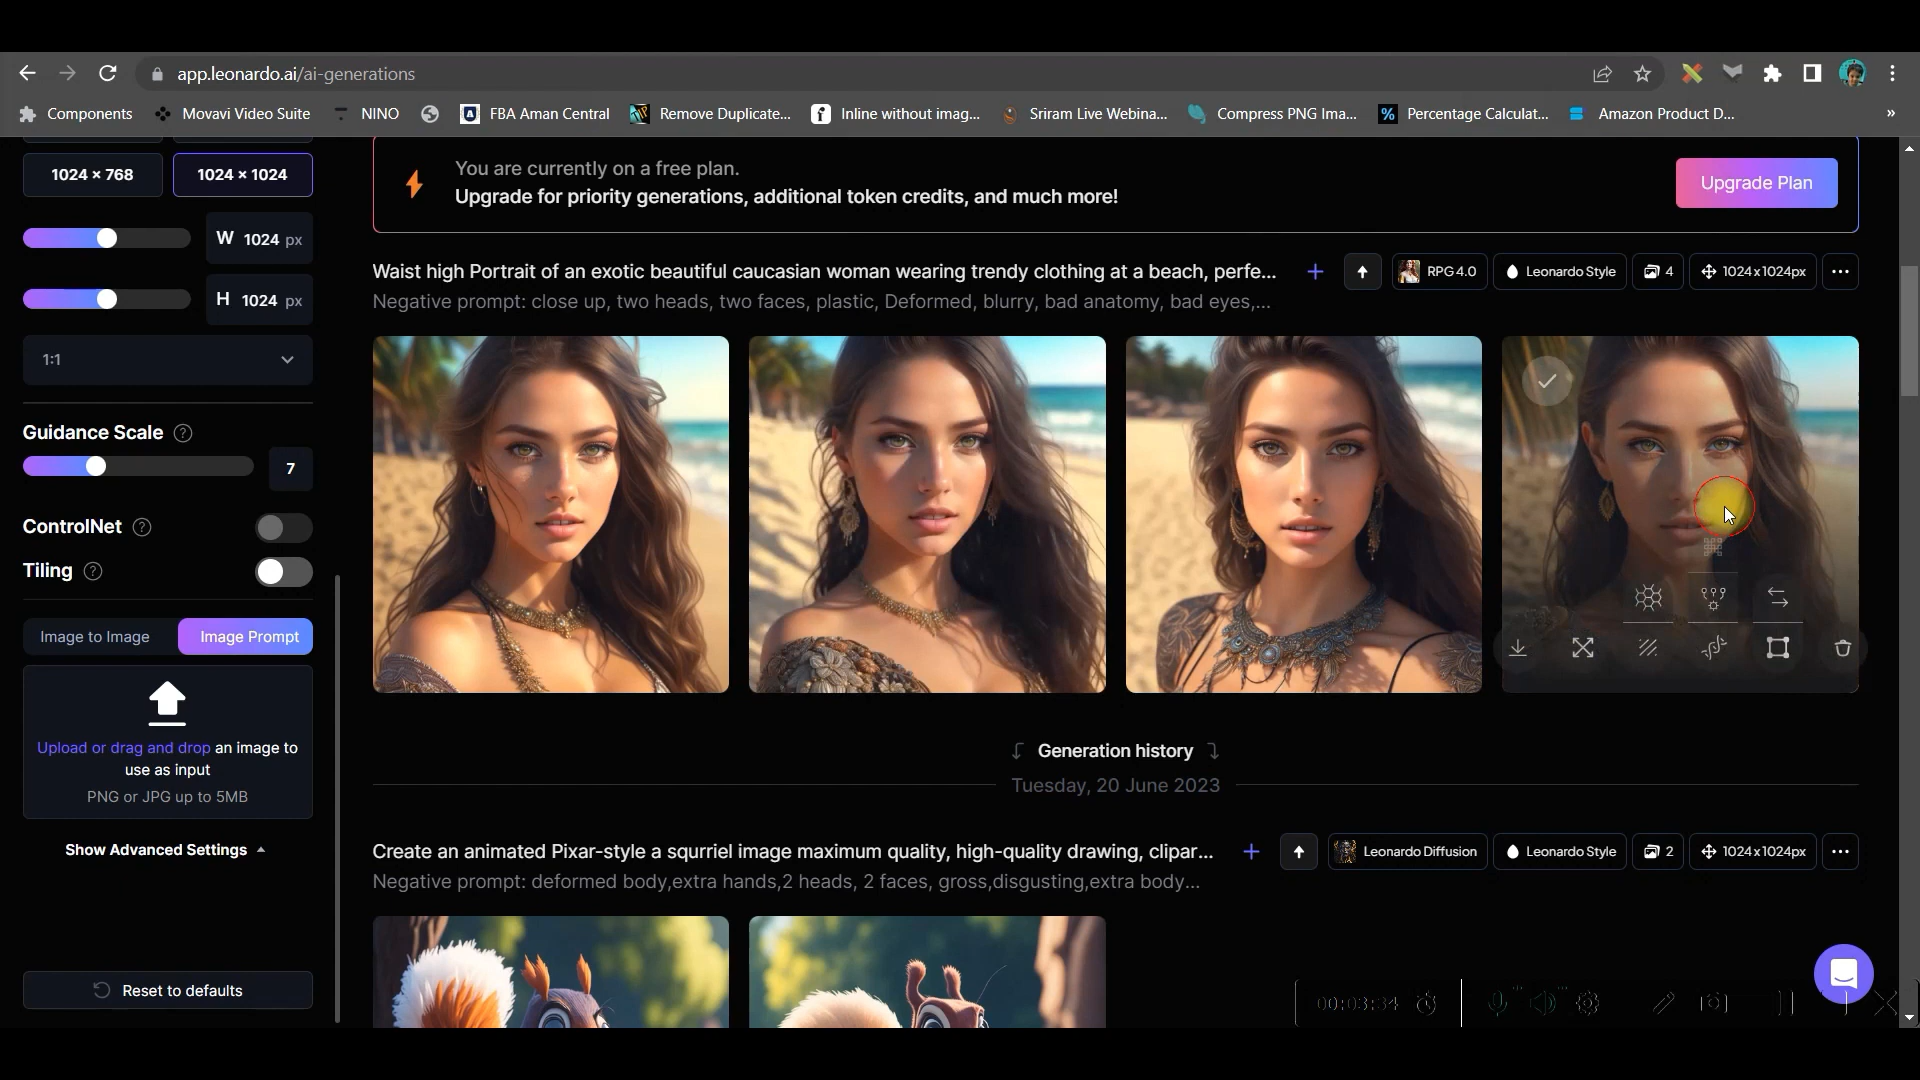 app.leonardo.ai/ai-generations
Components
Movavi Video Suite
NINO
FBA Aman Central
Remove Duplicate...
Inline without imag...
Sriram Live Webina...
Compress PNG Ima...
Percentage Calculat...
Amazon Product D...
»
1024 × 768
1024 × 1024
W 1024 px
H 1024 px
1:1
Guidance Scale
7
ControlNet
Tiling
Image to Image
Image Prompt
Upload or drag and drop an image to
use as input
PNG or JPG up to 5MB
Show Advanced Settings
Reset to defaults
You are currently on a free plan.
Upgrade for priority generations, additional token credits, and much more!
Upgrade Plan
Waist high Portrait of an exotic beautiful caucasian woman wearing trendy clothing at a beach, perfe...
RPG 4.0
Leonardo Style
4
1024x1024px
Negative prompt: close up, two heads, two faces, plastic, Deformed, blurry, bad anatomy, bad eyes,...
Generation history
Tuesday, 20 June 2023
Create an animated Pixar-style a squrriel image maximum quality, high-quality drawing, clipar...
Leonardo Diffusion
Leonardo Style
2
1024x1024px
Negative prompt: deformed body,extra hands,2 heads, 2 faces, gross,disgusting,extra body...
00:03:34